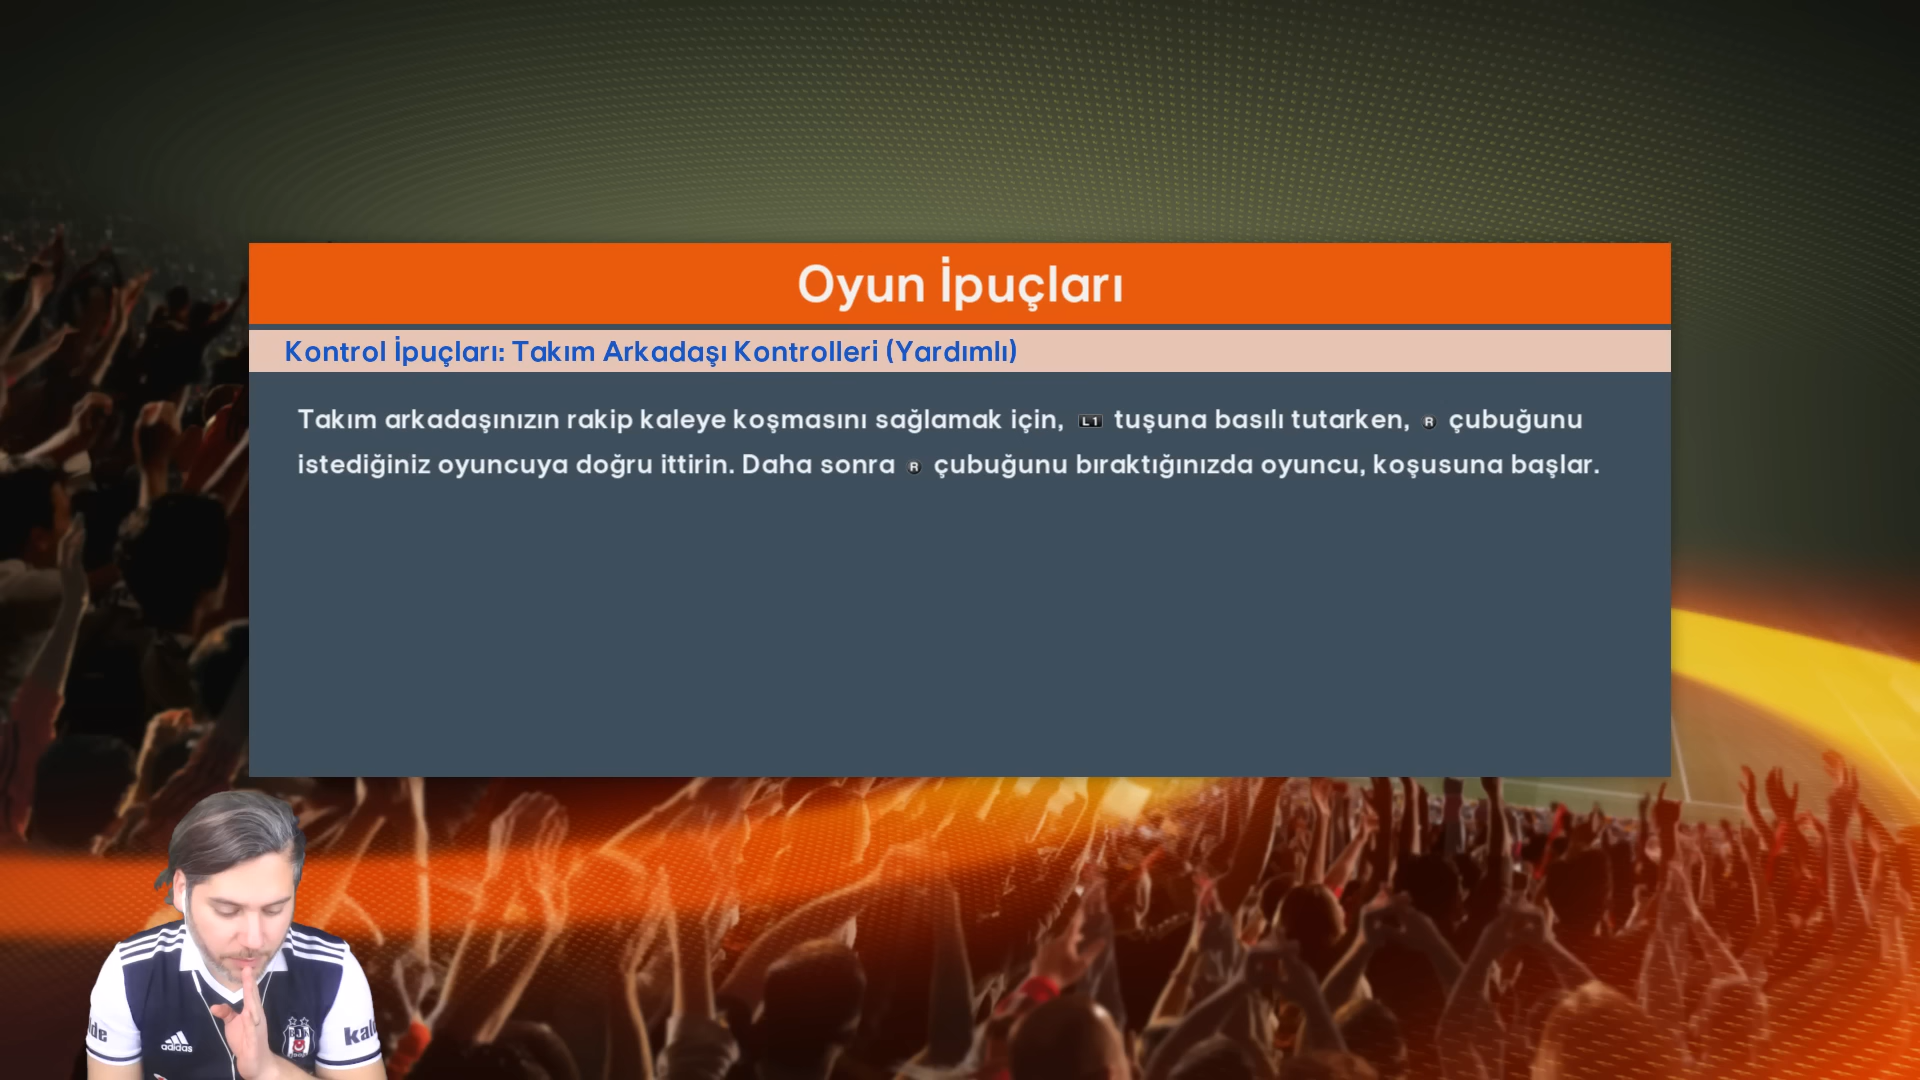 Oyun İpuçları
Kontrol İpuçları: Takım Arkadaşı Kontrolleri (Yardımlı)
Takım arkadaşınızın rakip kaleye koşmasını sağlamak için, L1 tuşuna basılı tutarken, R çubuğunu
istediğiniz oyuncuya doğru ittirin. Daha sonra R çubuğunu bıraktığınızda oyuncu, koşusuna başlar.
adidas